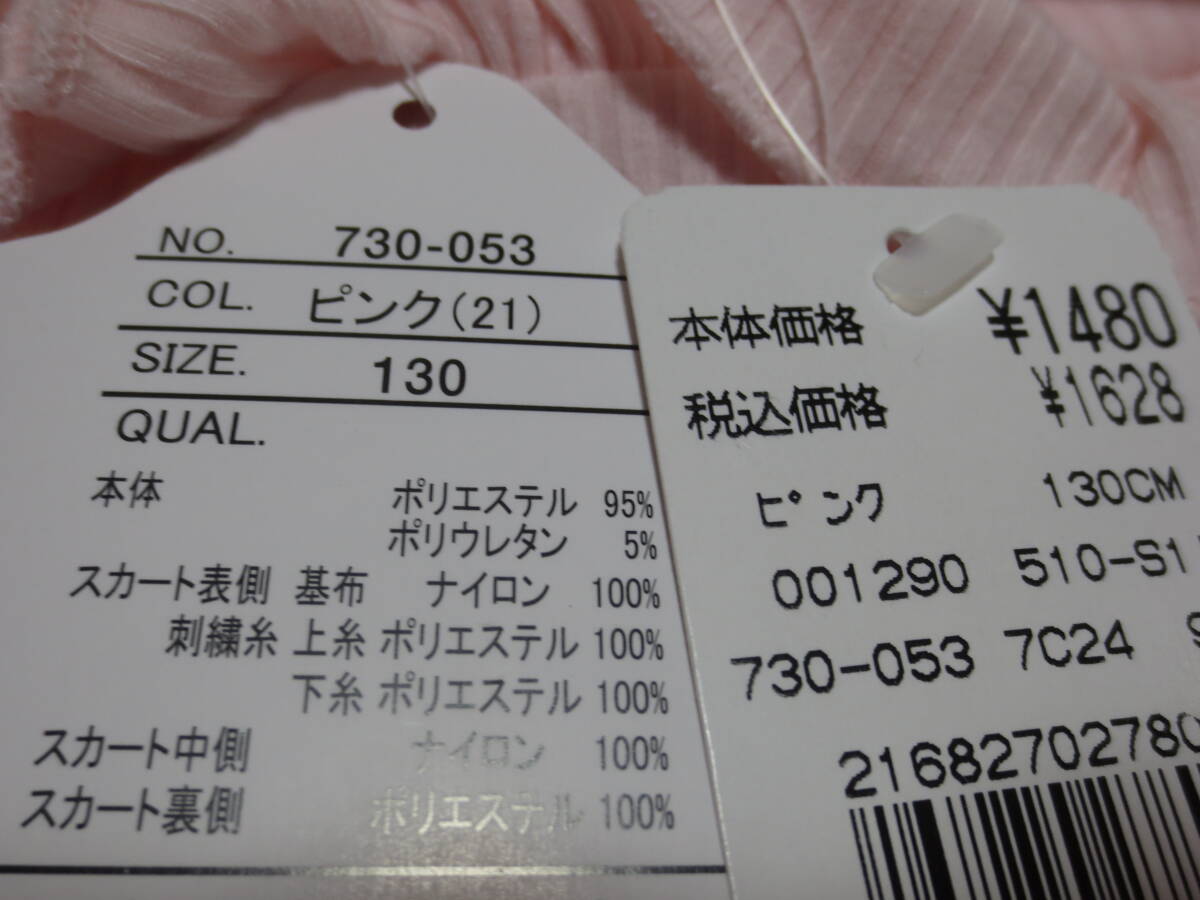 NO. 730-053
COL. ピンク(21)
SIZE. 130
QUAL.
本体 ポリエステル 95%
ポリウレタン 5%
スカート表側 基布 ナイロン 100%
刺繍糸 上糸 ポリエステル 100%
下糸 ポリエステル 100%
スカート中側 ナイロン 100%
スカート裏側 ポリエステル 100%
本体価格 ¥1480
税込価格 ¥1628
ピンク 130CM
001290 510-S1
730-053 7C24
21682702780